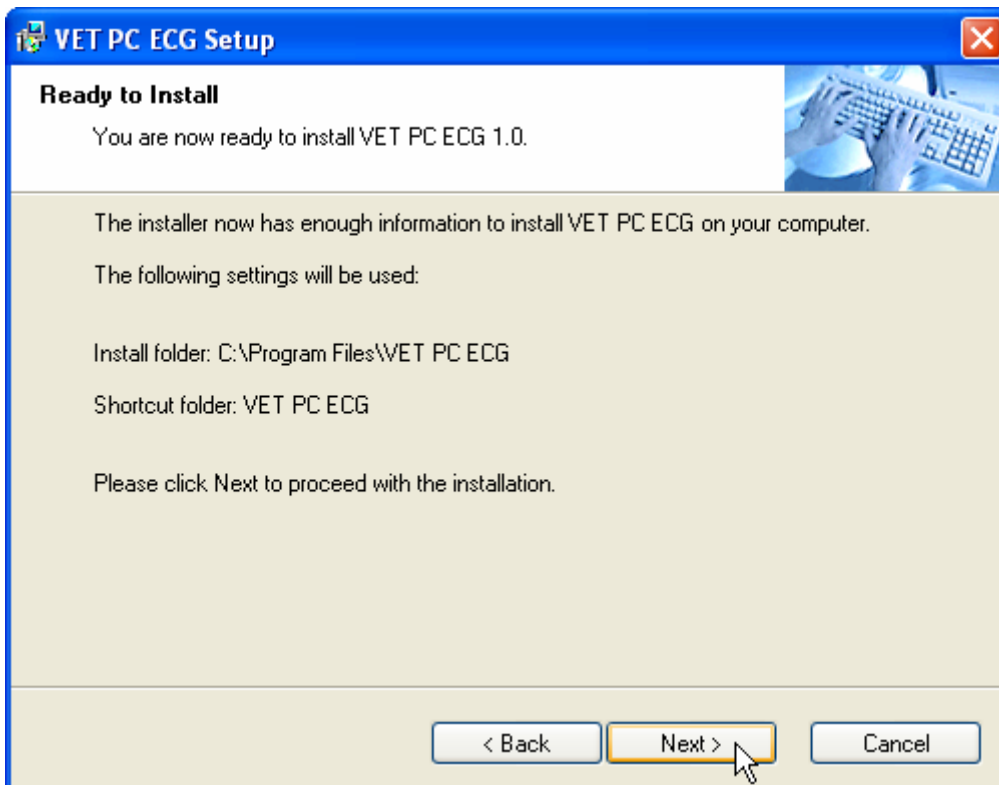 VET PC ECG Setup
Ready to Install
You are now ready to install VET PC ECG 1.0.
The installer now has enough information to install VET PC ECG on your computer.
The following settings will be used:
Install folder: C:\Program Files\VET PC ECG
Shortcut folder: VET PC ECG
Please click Next to proceed with the installation.
< Back
Next >
Cancel